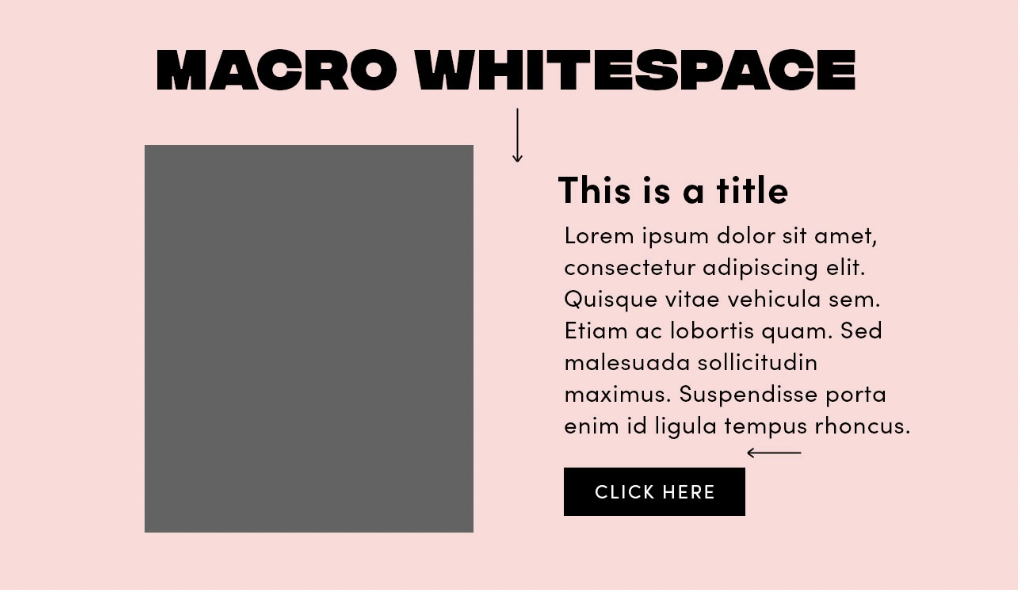 MACRO WHITESPACE
This is a title
Lorem ipsum dolor sit amet,
consectetur adipiscing elit.
Quisque vitae vehicula sem.
Etiam ac lobortis quam. Sed
malesuada sollicitudin
maximus. Suspendisse porta
enim id ligula tempus rhoncus.
CLICK HERE